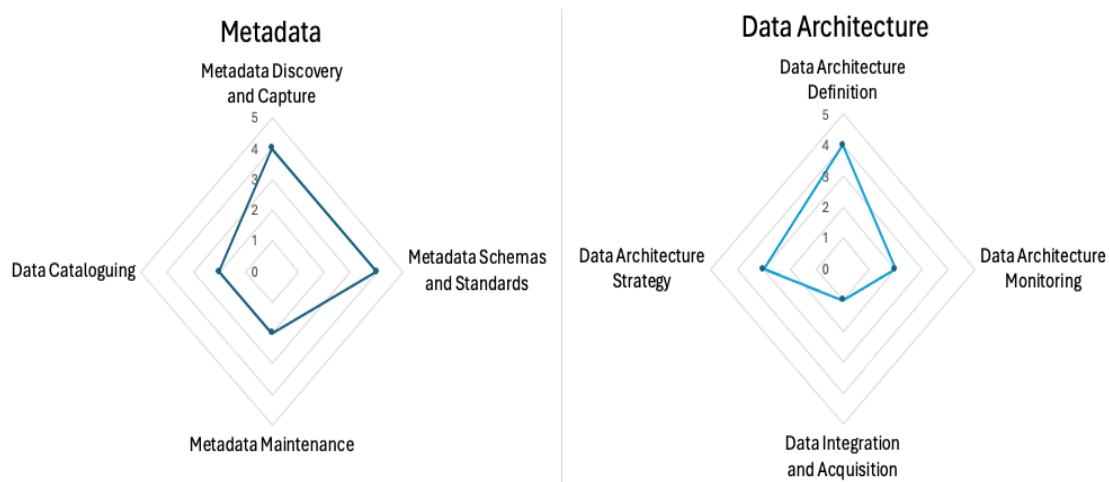 Metadata
Metadata Discovery
and Capture
5
4
3
2
1
0
Data Cataloguing
Metadata Schemas
and Standards
Metadata Maintenance
Data Architecture
Data Architecture
Definition
5
4
3
2
1
0
Data Architecture
Strategy
Data Architecture
Monitoring
Data Integration
and Acquisition